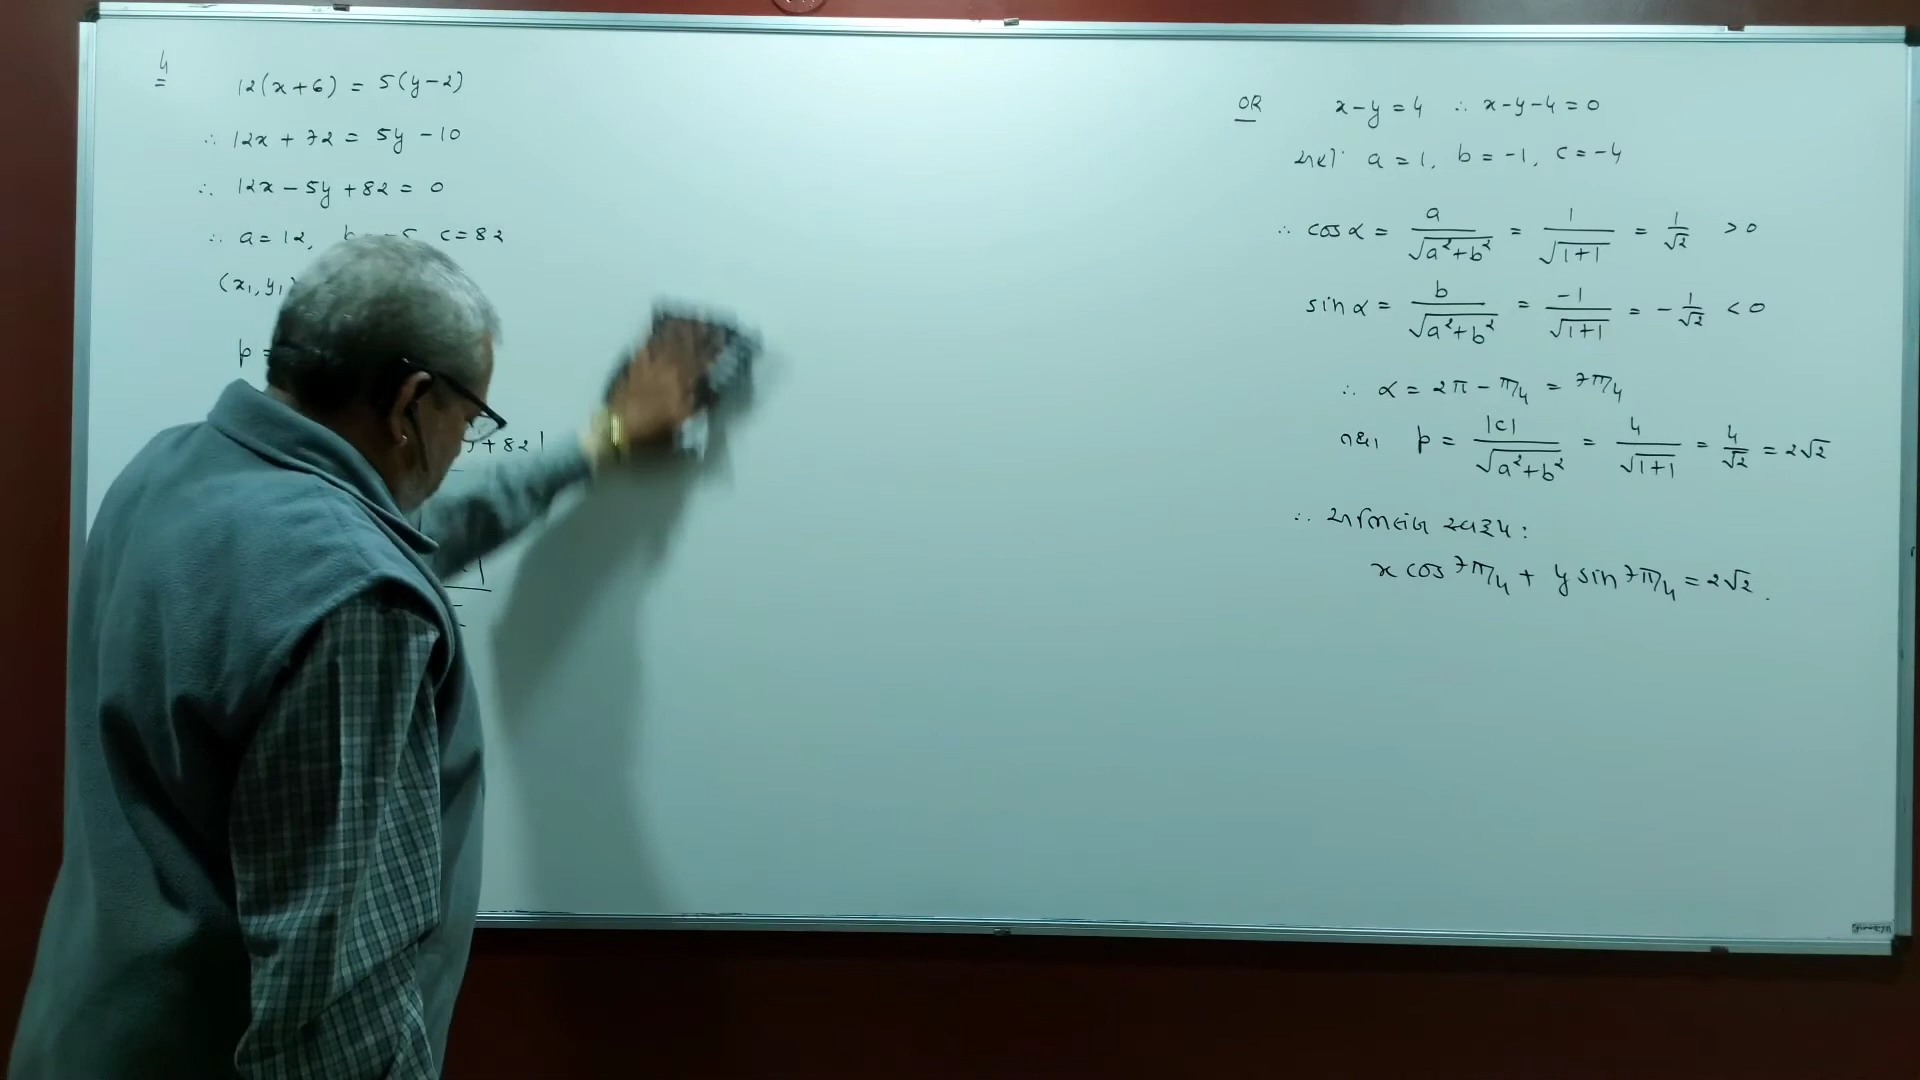 4
12(x+6) = 5(y-2)
∴ 12x + 72 = 5y - 10
∴ 12x - 5y + 82 = 0
∴ a = 12, c = 82
(x₁, y₁
p =
+ 82|
OR x - y = 4 ∴ x - y - 4 = 0
અહીં a = 1, b = -1, c = -4
∴ cos α = a/√(a²+b²) = 1/√(1+1) = 1/√2 > 0
sin α = b/√(a²+b²) = -1/√(1+1) = -1/√2 < 0
∴ α = 2π - π/4 = 7π/4
તથા p = |c|/√(a²+b²) = 4/√(1+1) = 4/√2 = 2√2
∴ અભિલંબ સ્વરૂપ :
x cos 7π/4 + y sin 7π/4 = 2√2 .